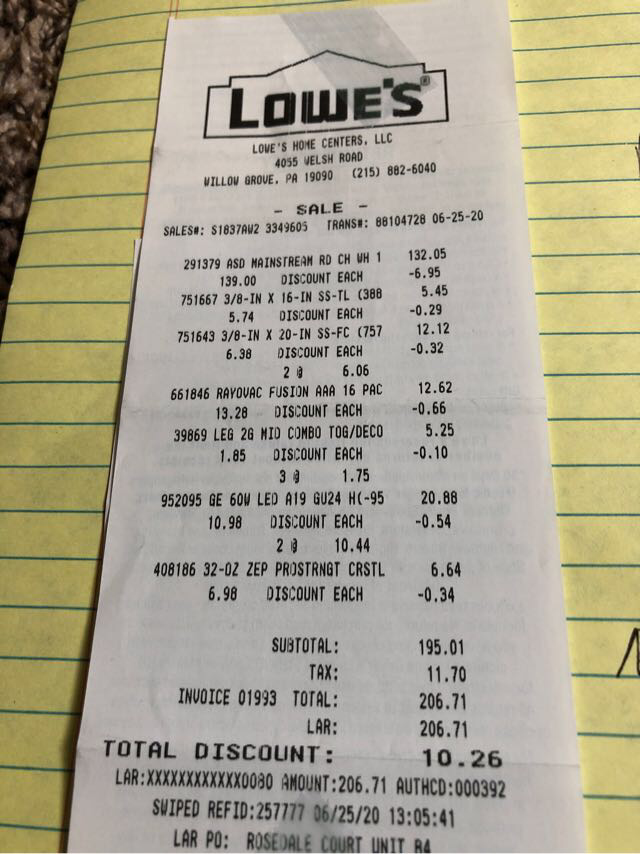 LOWE'S®
LOWE'S HOME CENTERS, LLC
4055 WELSH ROAD
WILLOW GROVE, PA 19090 (215) 882-6040
- SALE -
SALES#: S1837AW2 3349605 TRANS#: 88104728 06-25-20
291379 ASD MAINSTREAM RD CH WH 1 132.05
139.00 DISCOUNT EACH -6.95
751667 3/8-IN X 16-IN SS-TL (388 5.45
5.74 DISCOUNT EACH -0.29
751643 3/8-IN X 20-IN SS-FC (757 12.12
6.38 DISCOUNT EACH -0.32
2 @ 6.06
661846 RAYOVAC FUSION AAA 16 PAC 12.62
13.28 DISCOUNT EACH -0.66
39869 LEG 2G MID COMBO TOG/DECO 5.25
1.85 DISCOUNT EACH -0.10
3 @ 1.75
952095 GE 60W LED A19 GU24 H(-95 20.88
10.98 DISCOUNT EACH -0.54
2 @ 10.44
408186 32-OZ ZEP PROSTRNGT CRSTL 6.64
6.98 DISCOUNT EACH -0.34
SUBTOTAL: 195.01
TAX: 11.70
INVOICE 01993 TOTAL: 206.71
LAR: 206.71
TOTAL DISCOUNT: 10.26
LAR:XXXXXXXXXXXX0080 AMOUNT:206.71 AUTHCD:000392
SWIPED REFID:257777 06/25/20 13:05:41
LAR PO: ROSEDALE COURT UNIT B4